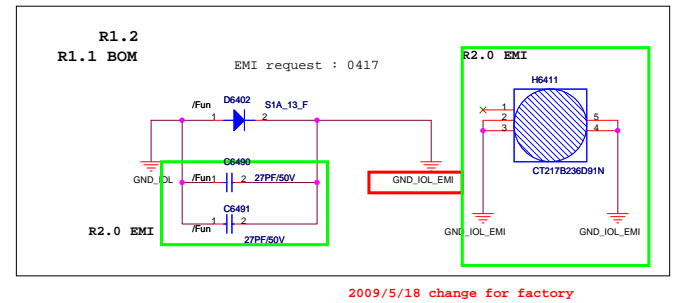 R1.2
R1.1 BOM
EMI request : 0417
R2.0 EMI
H6411
/Fun
D6402
S1A_13_F
1
2
1
2
3
5
4
GND_IOL
C6490
/Fun
1
2
27PF/50V
GND_IOL_EMI
CT217B236D91N
C6491
/Fun
1
2
27PF/50V
R2.0 EMI
GND_IOL_EMI
GND_IOL_EMI
2009/5/18 change for factory